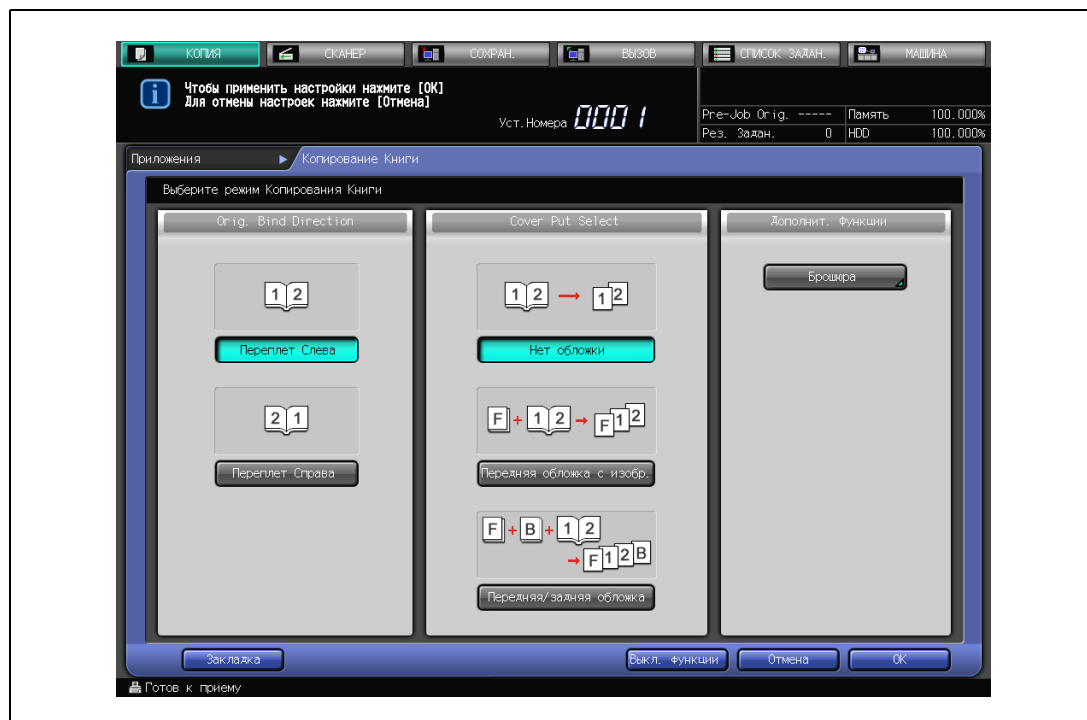 КОПИЯ
СКАНЕР
СОХРАН.
ВЫЗОВ
СПИСОК ЗАДАН.
МАШИНА
Чтобы применить настройки нажмите [OK]
Для отмены настроек нажмите [Отмена]
Уст.Номера 0001
Pre-Job Orig. -----
Память 100.000%
Рез. Задан. 0
HDD 100.000%
Приложения
Копирование Книги
Выберите режим Копирования Книги
Orig. Bind Direction
1 2
Переплет Слева
2 1
Переплет Справа
Cover Put Select
1 2 → 1 2
Нет обложки
F + 1 2 → F 1 2
Передняя обложка с изобр.
F + B + 1 2
→ F 1 2 B
Передняя/задняя обложка
Дополнит. функции
Брошюра
Закладка
Выкл. функции
Отмена
OK
Готов к приему